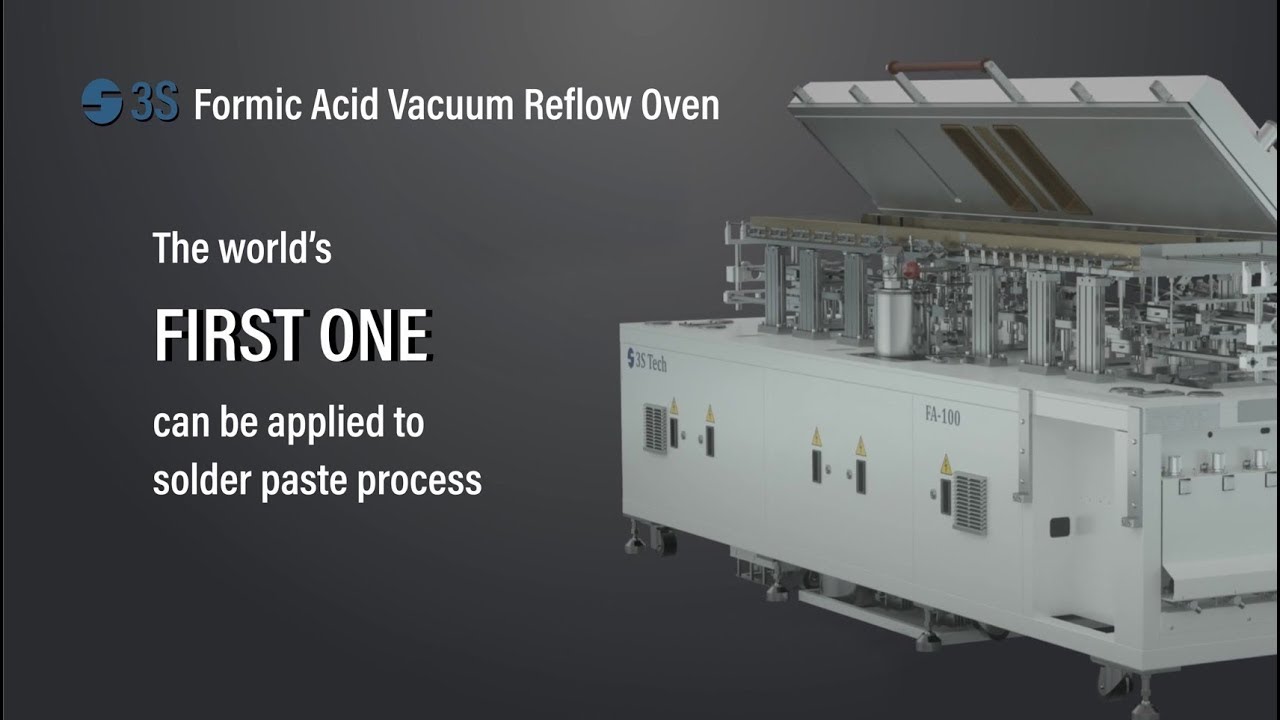 3S Formic Acid Vacuum Reflow Oven
The world's
FIRST ONE
can be applied to
solder paste process
3S Tech
FA-100